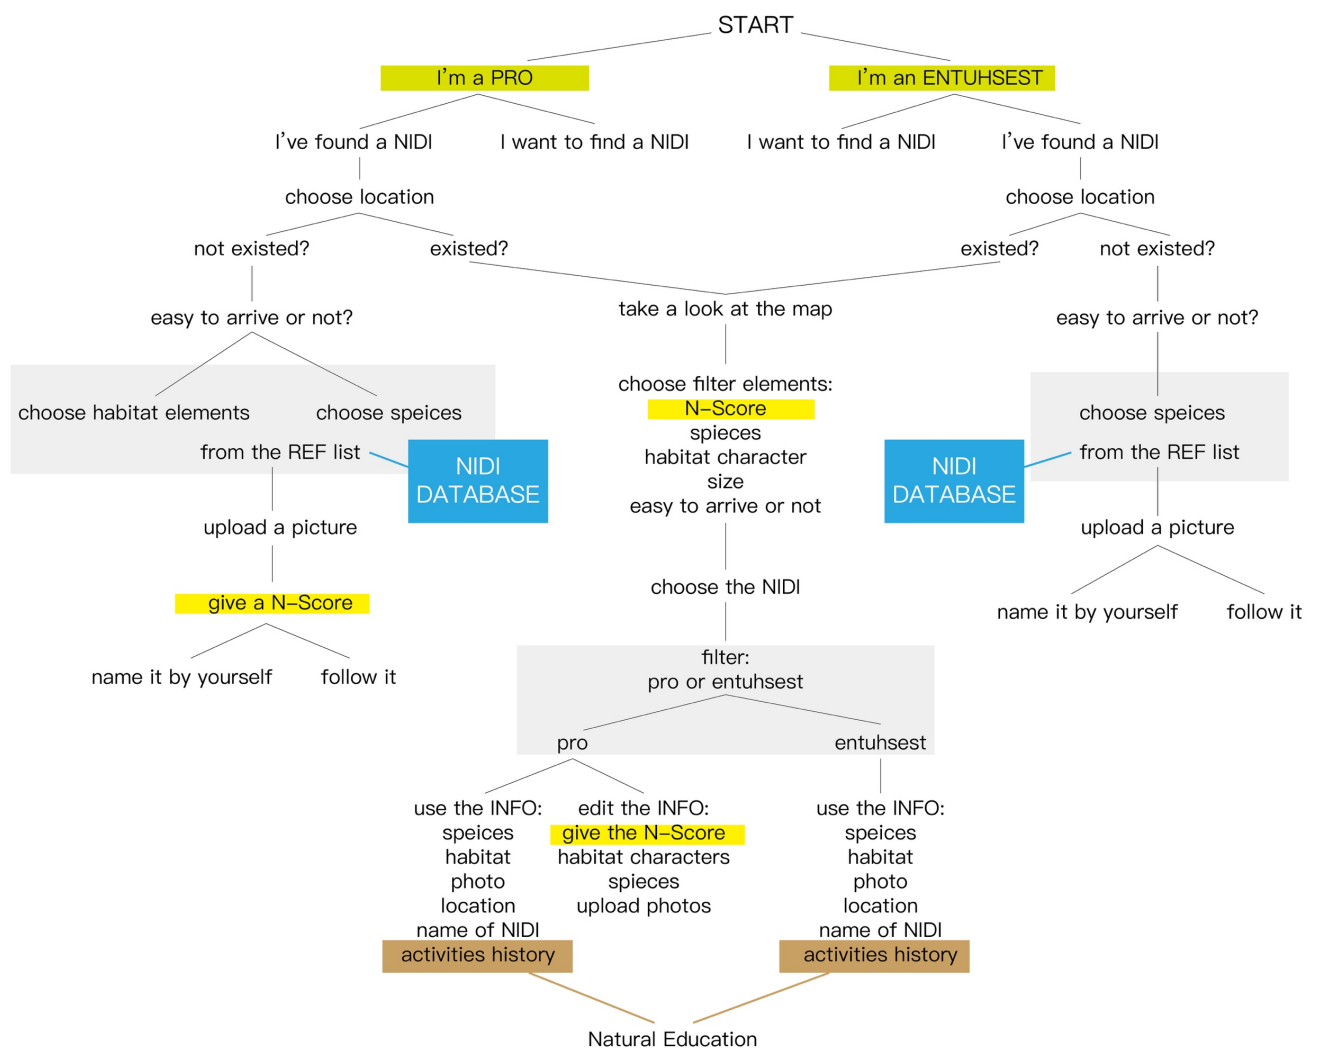 START
I'm a PRO
I'm an ENTUHSEST
I've found a NIDI
I want to find a NIDI
I want to find a NIDI
I've found a NIDI
choose location
choose location
not existed?
existed?
existed?
not existed?
take a look at the map
easy to arrive or not?
easy to arrive or not?
choose filter elements:
N-Score
spieces
habitat character
size
easy to arrive or not
choose habitat elements
choose speices
from the REF list
NIDI
DATABASE
NIDI
DATABASE
choose speices
from the REF list
upload a picture
upload a picture
choose the NIDI
give a N-Score
name it by yourself
follow it
name it by yourself
follow it
filter:
pro or entuhsest
pro
entuhsest
use the INFO:
speices
habitat
photo
location
name of NIDI
activities history
edit the INFO:
give the N-Score
habitat characters
spieces
upload photos
use the INFO:
speices
habitat
photo
location
name of NIDI
activities history
Natural Education